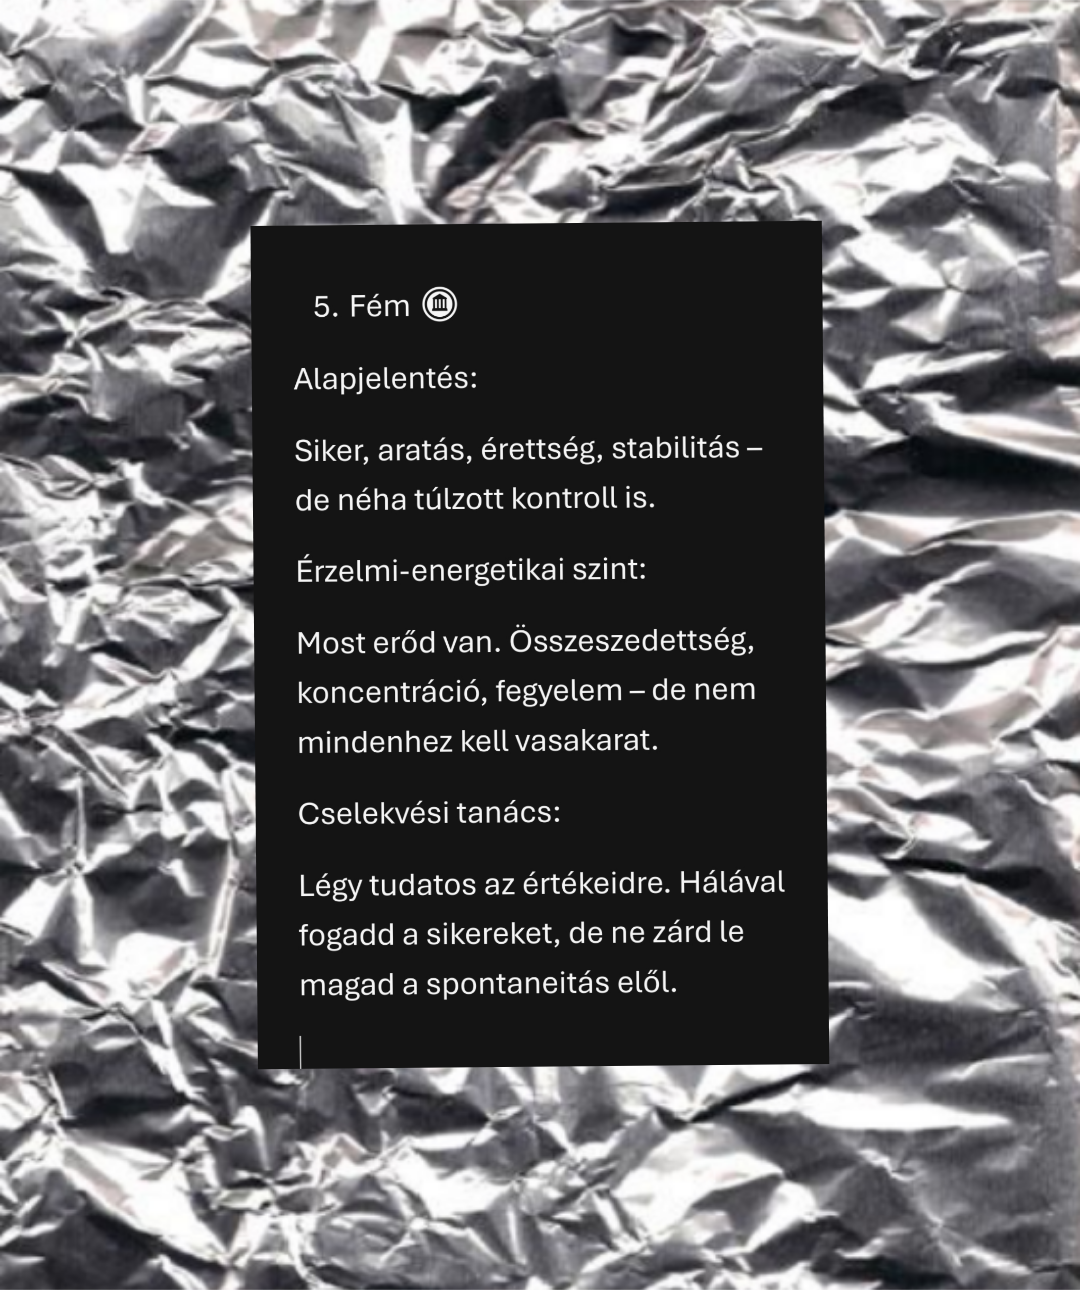 5. Fém
Alapjelentés:
Siker, aratás, érettség, stabilitás –
de néha túlzott kontroll is.
Érzelmi-energetikai szint:
Most erőd van. Összeszedettség,
koncentráció, fegyelem – de nem
mindenhez kell vasakarat.
Cselekvési tanács:
Légy tudatos az értékeidre. Hálával
fogadd a sikereket, de ne zárd le
magad a spontaneitás elől.